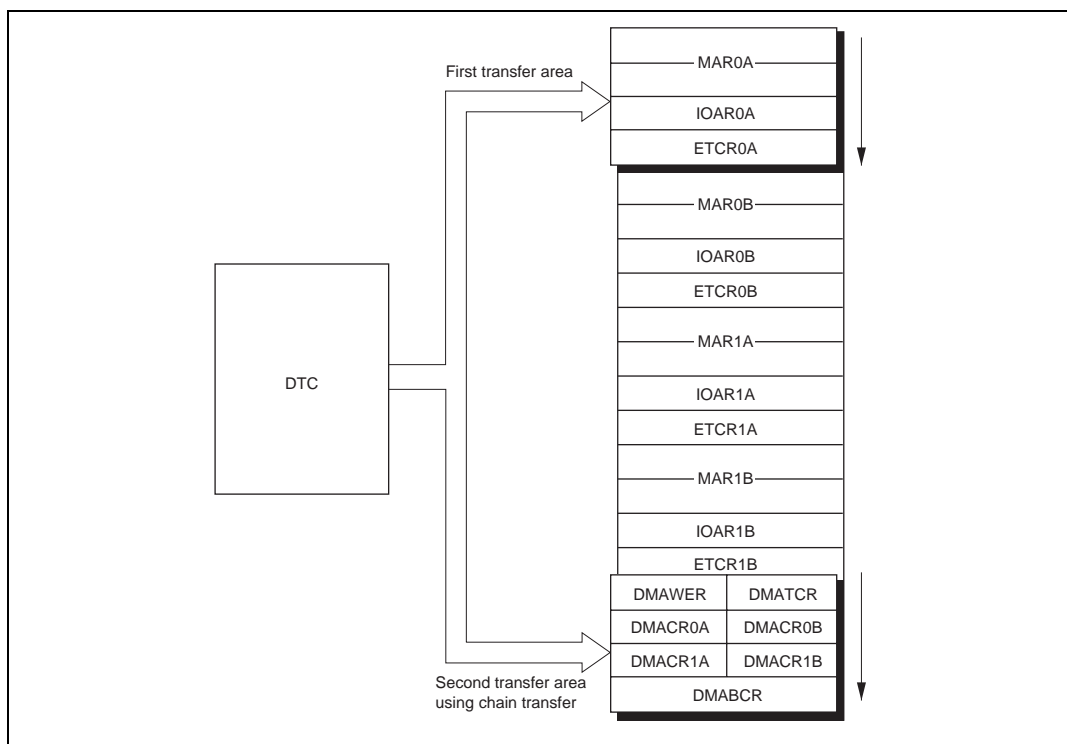 First transfer area
MAR0A
IOAR0A
ETCR0A
MAR0B
IOAR0B
ETCR0B
MAR1A
DTC
IOAR1A
ETCR1A
MAR1B
IOAR1B
ETCR1B
DMAWER DMATCR
DMACR0A DMACR0B
DMACR1A DMACR1B
Second transfer area
using chain transfer
DMABCR